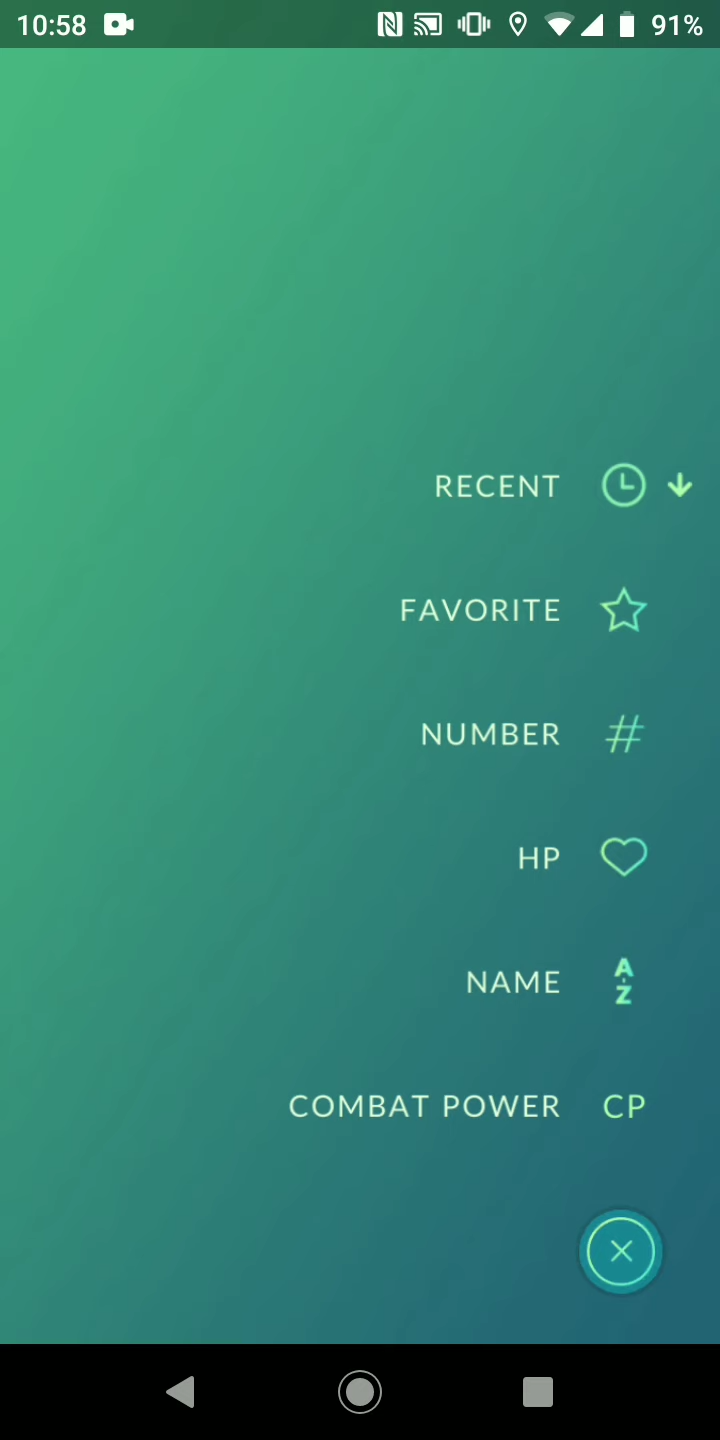 10:58 91%
RECENT
FAVORITE
NUMBER #
HP
NAME A-Z
COMBAT POWER CP